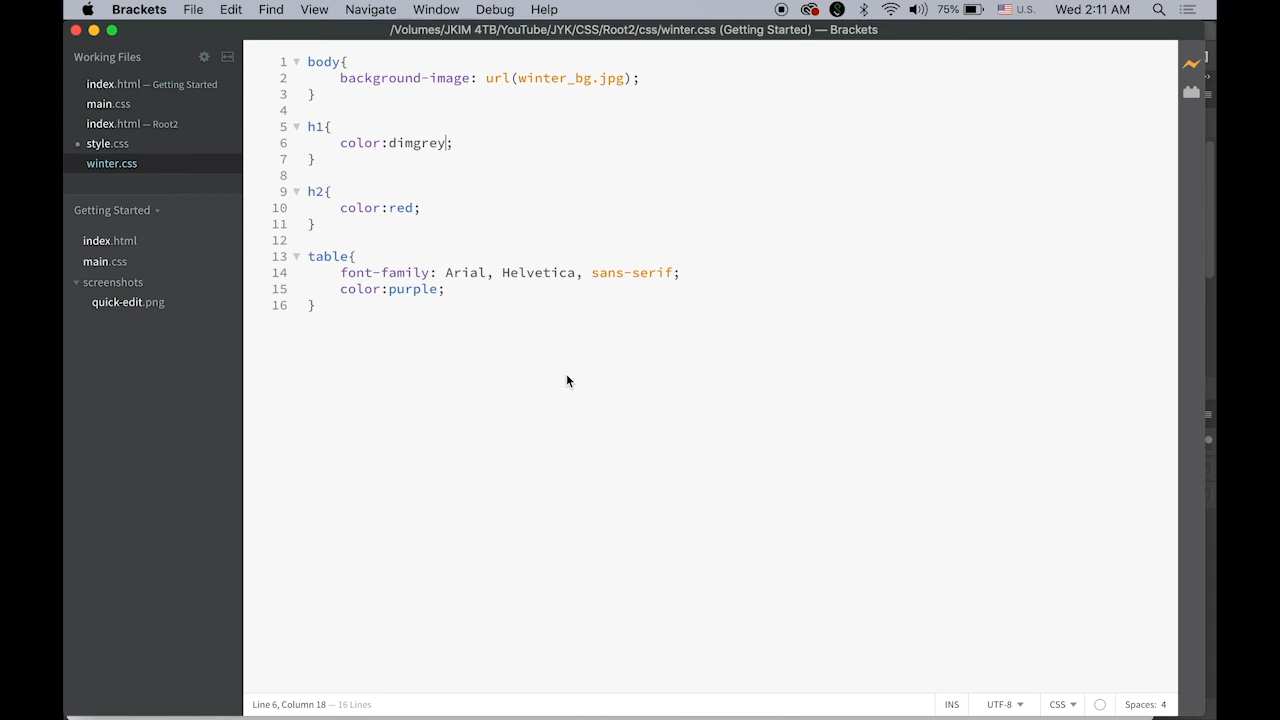 Brackets File Edit Find View Navigate Window Debug Help 75% U.S. Wed 2:11 AM
/Volumes/JKIM 4TB/YouTube/JYK/CSS/Root2/css/winter.css (Getting Started) — Brackets
Working Files
index.html — Getting Started
main.css
index.html — Root2
style.css
winter.css
Getting Started
index.html
main.css
screenshots
quick-edit.png
1 body{
2 background-image: url(winter_bg.jpg);
3 }
4
5 h1{
6 color:dimgrey;
7 }
8
9 h2{
10 color:red;
11 }
12
13 table{
14 font-family: Arial, Helvetica, sans-serif;
15 color:purple;
16 }
Line 6, Column 18 — 16 Lines
INS UTF-8 CSS Spaces: 4